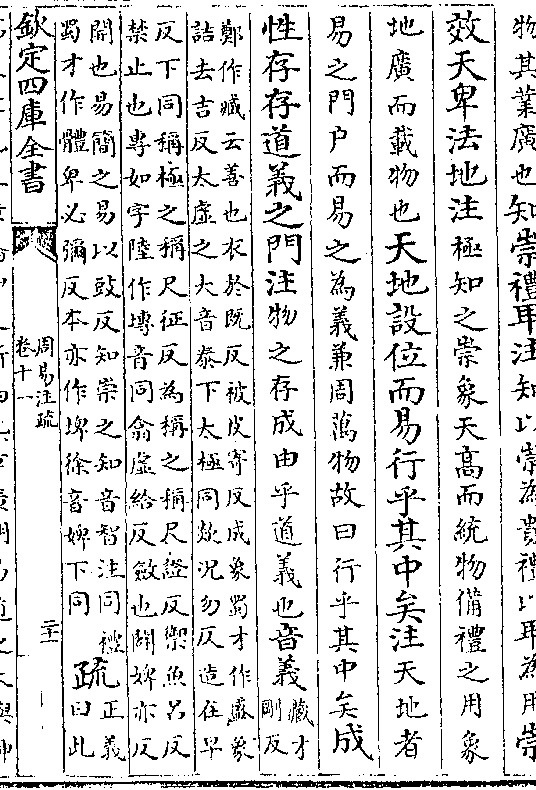 物其業廣也知崇禮卑注知以崇為貴禮以卑為用崇
效天卑法地注極知之崇象天高而統物備禮之用象
地廣而載物也天地設位而易行乎其中矣注天地者
易之門户而易之為義兼周萬物故曰行乎其中矣成
性存存道義之門注物之存成由乎道義也音義臧才
剛反
鄭作臧云善也衣於既反被皮寄反成象蜀才作盛象
詰去吉反太虛之大音泰下太極同欻况勿反造在早
反下同稱極之稱尺征反為稱之稱尺證反禦魚吕反
禁止也專如字陸作塼音同翕虛給反斂也闢婢亦反
開也易簡之易以豉反知崇之知音智注同禮
蜀才作體卑必彌反本亦作埤徐音婢下同
疏正義
曰此
欽定四庫全書
周易注疏
卷十一
二十一